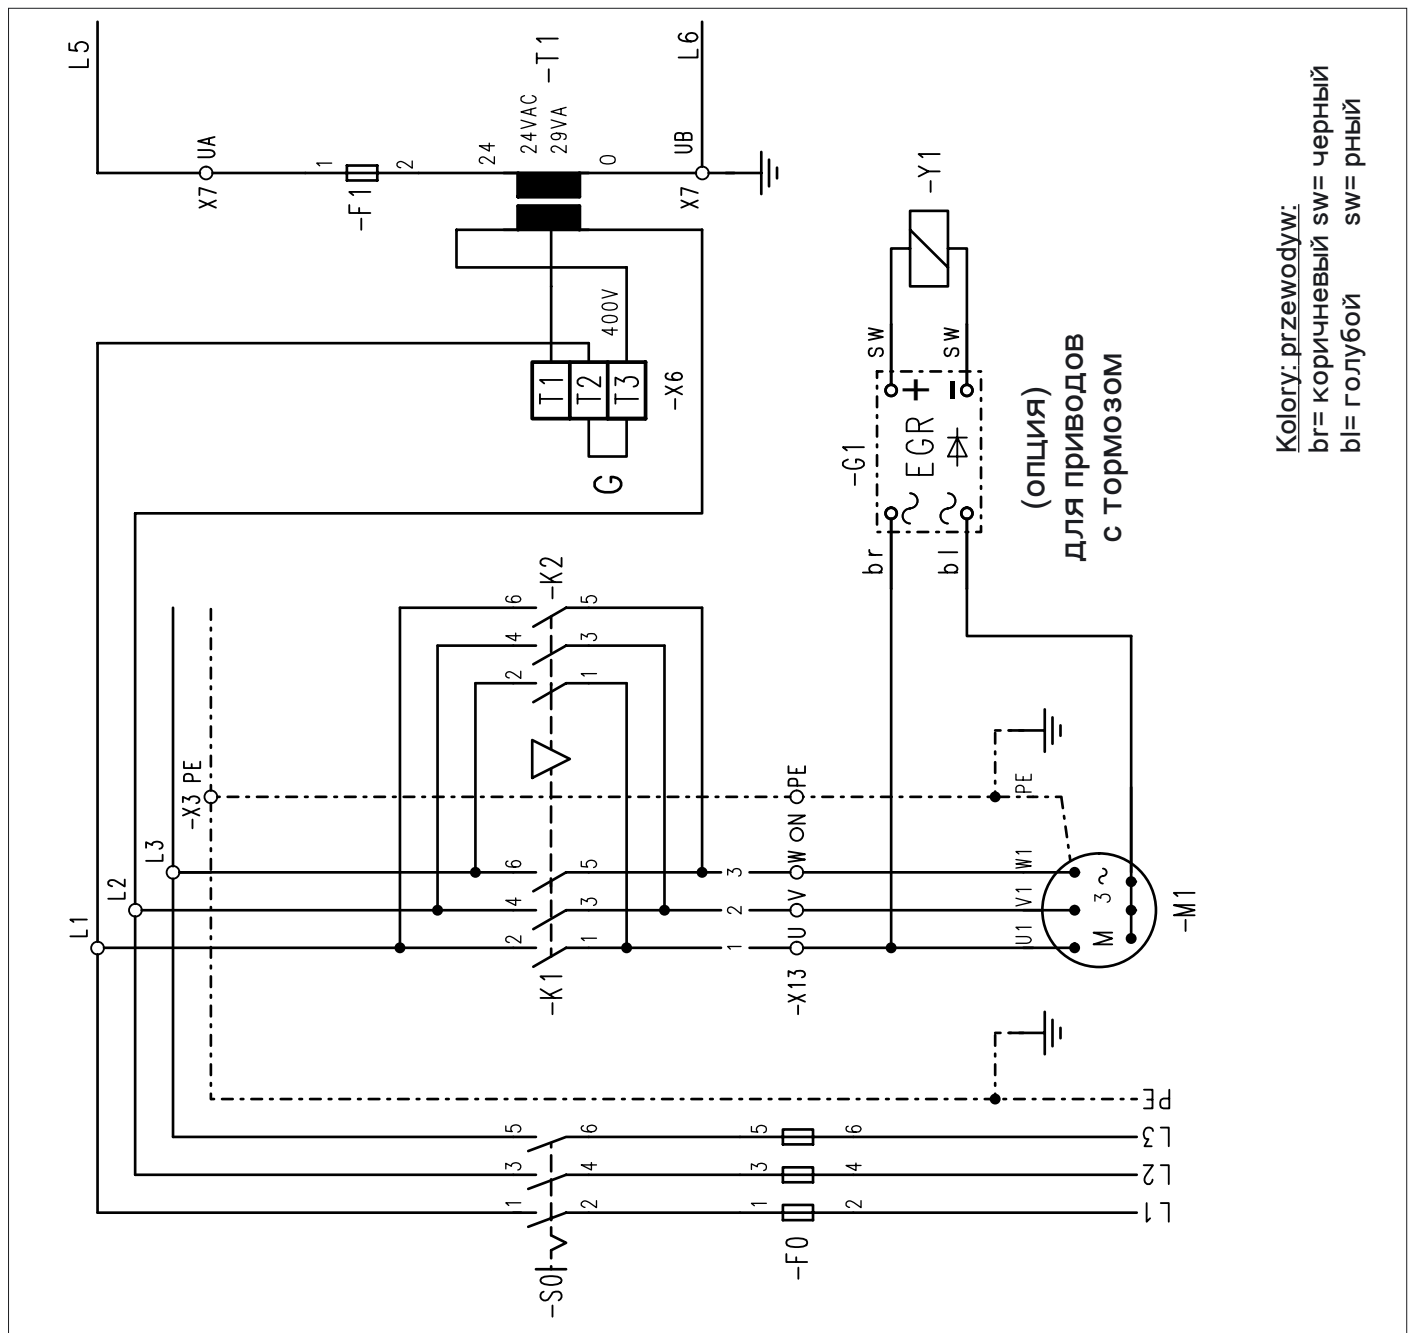 L5
X7 UA
1
-F1
2
24
24VAC
29VA
-T1
0
X7 UB
L6
400V
T1
T2
T3
-X6
G
L1
L2
L3
-X3 PE
6 5
4 3
2 1
-K2
6 5
4 3
2 1
-K1
3
2
1
-X13 U V W N PE
PE
W1
V1
U1
M 3~
-M1
br
bl
-G1
EGR
+
-
~
~
sw
sw
-Y1
(опция)
для приводов
с тормозом
5 6
3 4
1 2
-S0
5 6
3 4
1 2
-F0
PE
L3
L2
L1
Kolory: przewodyw:
br= коричневый sw= черный
bl= голубой sw= рный